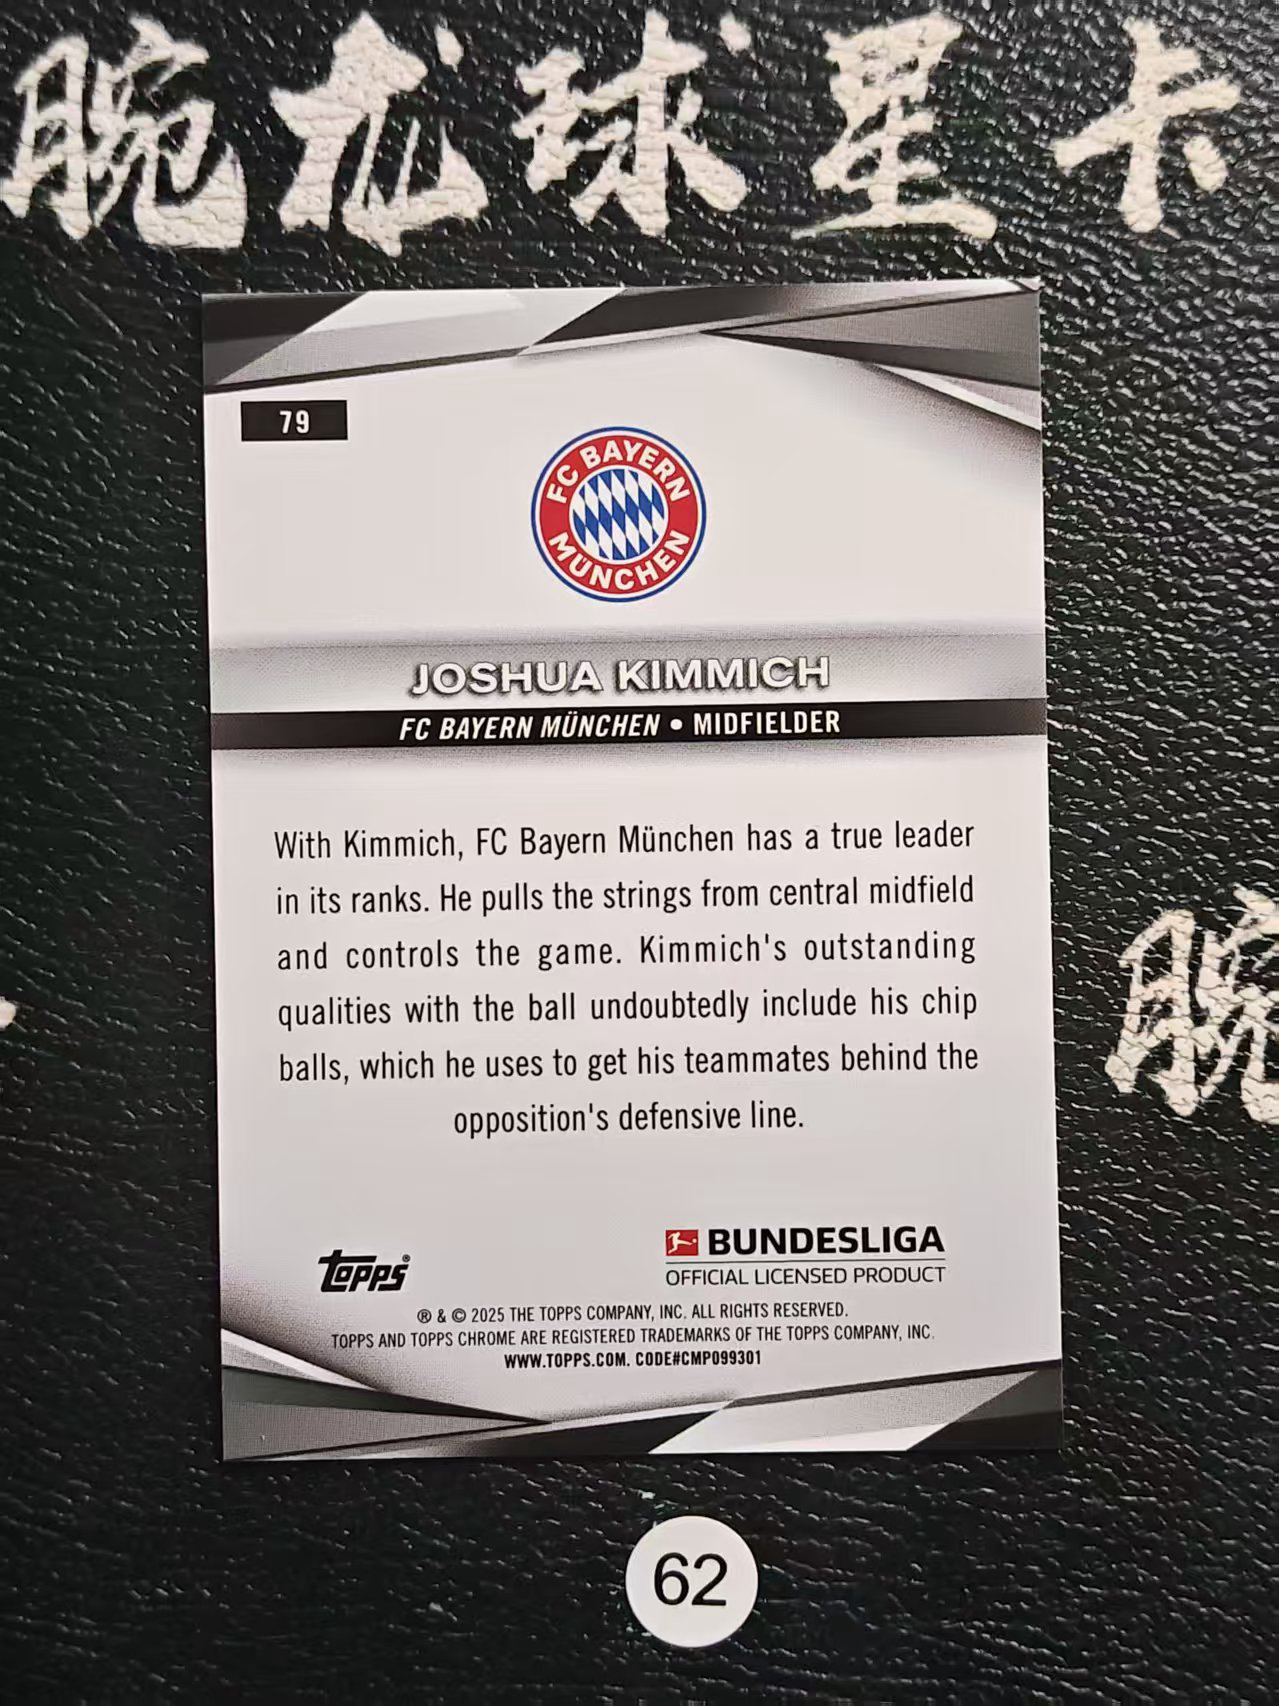 腕龙球星卡
79
FC BAYERN
MÜNCHEN
JOSHUA KIMMICH
FC BAYERN MÜNCHEN • MIDFIELDER
With Kimmich, FC Bayern München has a true leader
in its ranks. He pulls the strings from central midfield
and controls the game. Kimmich's outstanding
qualities with the ball undoubtedly include his chip
balls, which he uses to get his teammates behind the
opposition's defensive line.
topps®
BUNDESLIGA
OFFICIAL LICENSED PRODUCT
® & © 2025 THE TOPPS COMPANY, INC. ALL RIGHTS RESERVED.
TOPPS AND TOPPS CHROME ARE REGISTERED TRADEMARKS OF THE TOPPS COMPANY, INC.
WWW.TOPPS.COM. CODE#CMP099301
腕
62